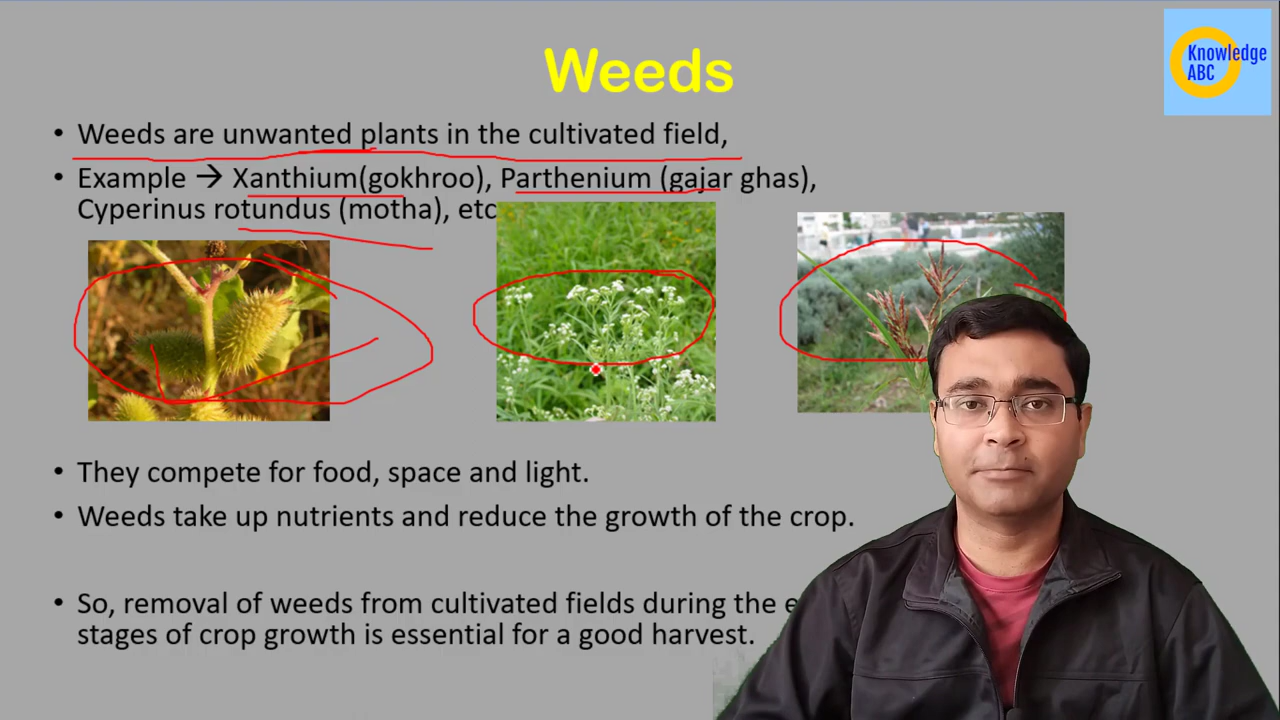 Weeds
Knowledge
ABC
• Weeds are unwanted plants in the cultivated field,
• Example → Xanthium(gokhroo), Parthenium (gajar ghas),
Cyperinus rotundus (motha), etc
• They compete for food, space and light.
• Weeds take up nutrients and reduce the growth of the crop.
• So, removal of weeds from cultivated fields during the
stages of crop growth is essential for a good harvest.